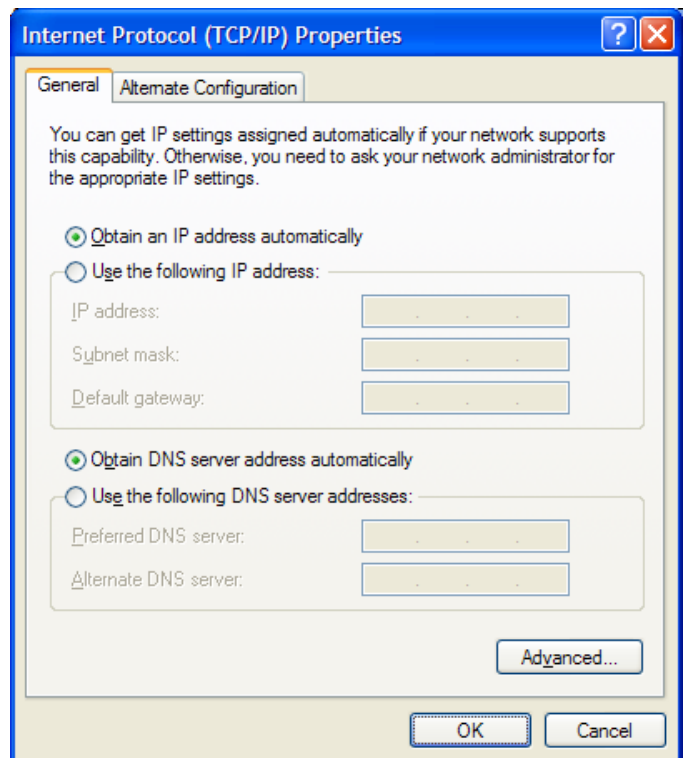 Internet Protocol (TCP/IP) Properties
General
Alternate Configuration
You can get IP settings assigned automatically if your network supports
this capability. Otherwise, you need to ask your network administrator for
the appropriate IP settings.
Obtain an IP address automatically
Use the following IP address:
IP address:
Subnet mask:
Default gateway:
Obtain DNS server address automatically
Use the following DNS server addresses:
Preferred DNS server:
Alternate DNS server:
Advanced...
OK
Cancel